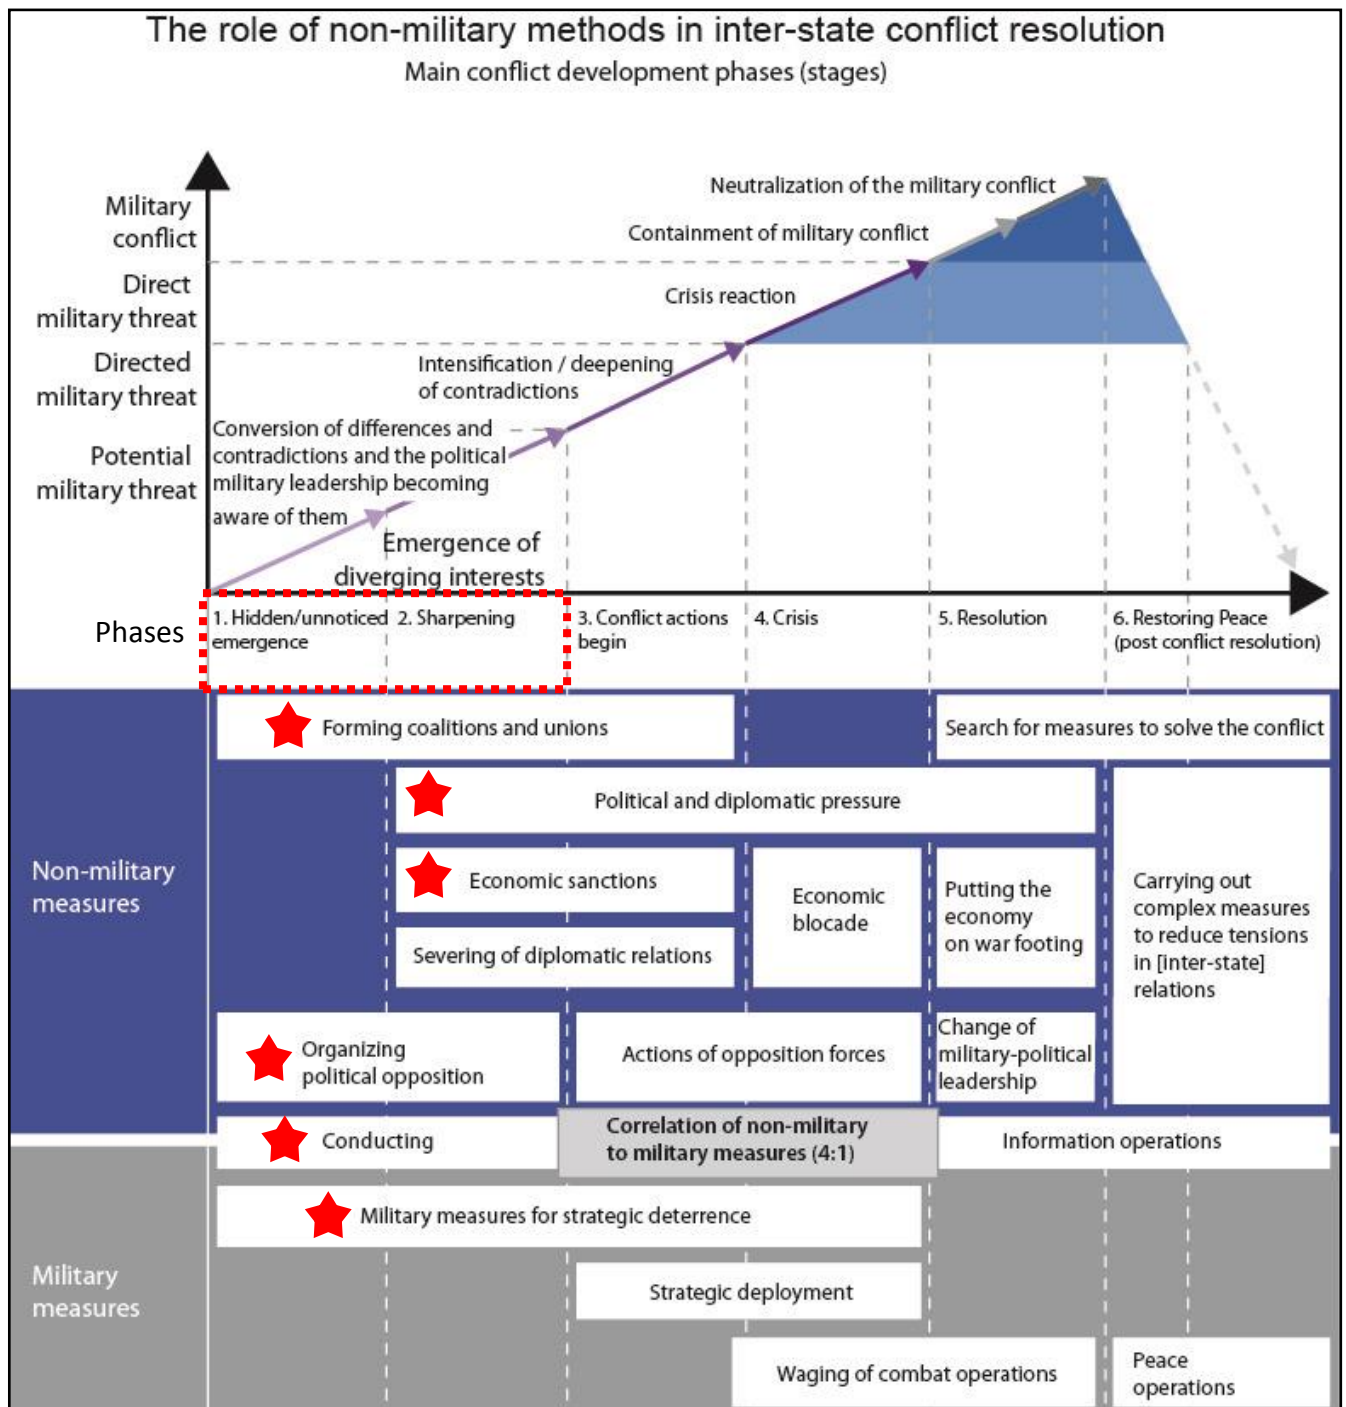 The role of non-military methods in inter-state conflict resolution
Main conflict development phases (stages)
Military
conflict
Direct
military threat
Directed
military threat
Potential
military threat
Neutralization of the military conflict
Containment of military conflict
Crisis reaction
Intensification / deepening
of contradictions
Conversion of differences and
contradictions and the political
military leadership becoming
aware of them
Emergence of
diverging interests
Phases
1. Hidden/unnoticed
emergence
2. Sharpening
3. Conflict actions
begin
4. Crisis
5. Resolution
6. Restoring Peace
(post conflict resolution)
Non-military
measures
Forming coalitions and unions
Search for measures to solve the conflict
Political and diplomatic pressure
Economic sanctions
Severing of diplomatic relations
Economic
blocade
Putting the
economy
on war footing
Carrying out
complex measures
to reduce tensions
in [inter-state]
relations
Organizing
political opposition
Actions of opposition forces
Change of
military-political
leadership
Conducting
Correlation of non-military
to military measures (4:1)
Information operations
Military
measures
Military measures for strategic deterrence
Strategic deployment
Waging of combat operations
Peace
operations